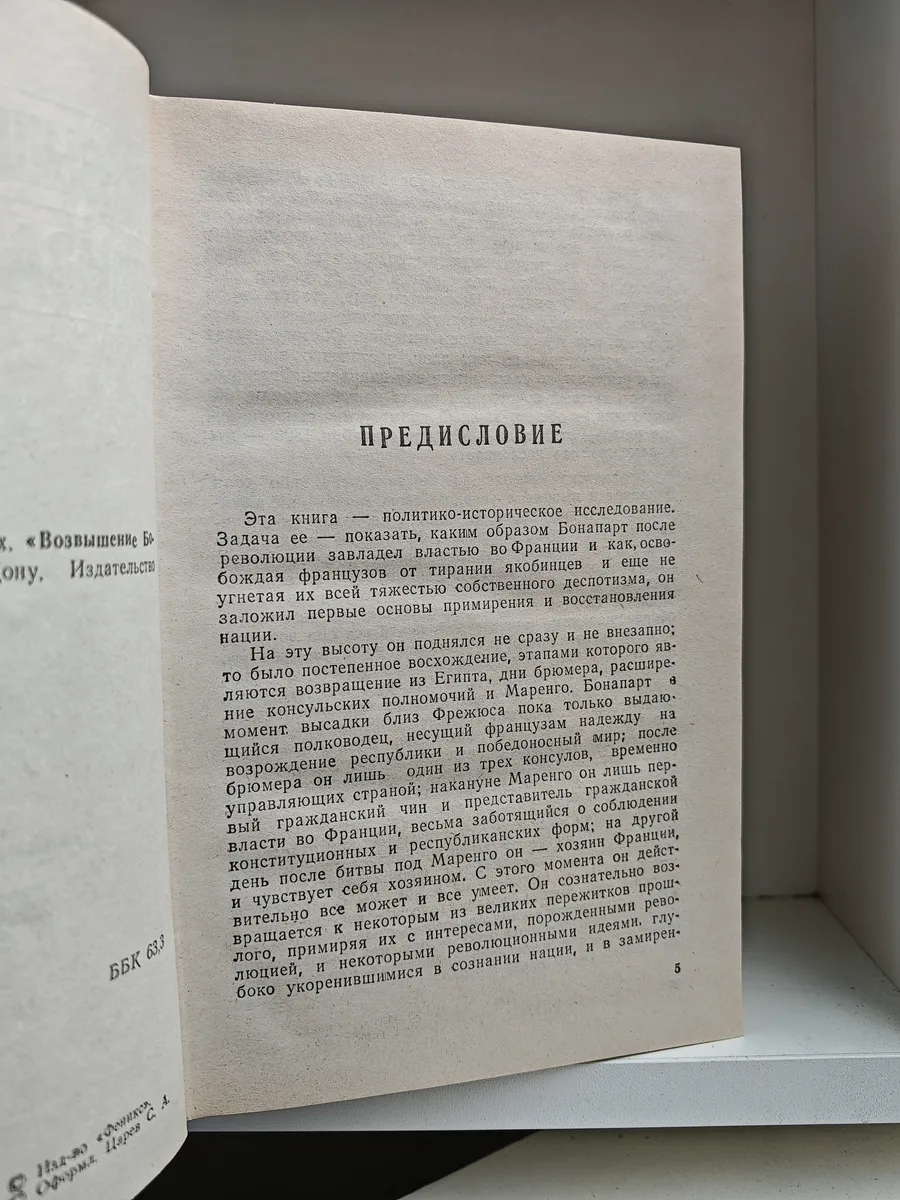 х. «Возвышение Бо-
ону. Издательство
ББК 63,3
Изд-во «Феникс»,
Оформл. Царев С. А.
ПРЕДИСЛОВИЕ
Эта книга — политико-историческое исследование.
Задача ее — показать, каким образом Бонапарт после
революции завладел властью во Франции и как, осво-
бождая французов от тирании якобинцев и еще не
угнетая их всей тяжестью собственного деспотизма, он
заложил первые основы примирения и восстановления
нации.
На эту высоту он поднялся не сразу и не внезапно;
то было постепенное восхождение, этапами которого яв-
ляются возвращение из Египта, дни брюмера, расшире-
ние консульских полномочий и Маренго. Бонапарт в
момент. высадки близ Фрежюса пока только выдаю-
щийся полководец, несущий французам надежду на
возрождение республики и победоносный мир; после
брюмера он лишь один из трех консулов, временно
управляющих страной; накануне Маренго он лишь пер-
вый гражданский чин и представитель гражданской
власти во Франции, весьма заботящийся о соблюдении
конституционных и республиканских форм; на другой
день после битвы под Маренго он — хозяин Франции,
и чувствует себя хозяином. С этого момента он дейст-
вительно все может и все умеет. Он сознательно воз-
вращается к некоторым из великих пережитков прош-
лого, примиряя их с интересами, порожденными рево-
люцией, и некоторыми революционными идеями, глу-
боко укоренившимися в сознании нации, и в замирен-
5